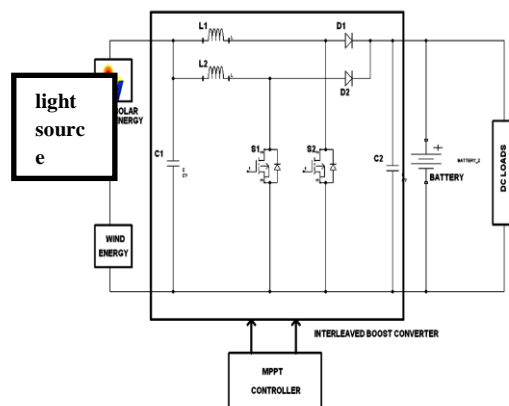 L1
D1
L2
D2
light
sourc
e
SOLAR
ENERGY
S1
S2
C1
C2
BATTERY_2
BATTERY
DC LOADS
WIND
ENERGY
INTERLEAVED BOOST CONVERTER
MPPT
CONTROLLER